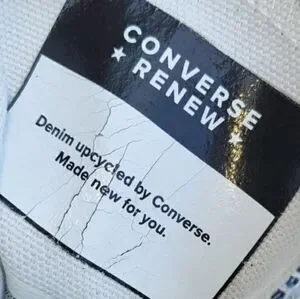 CONVERSE
★ RENEW ★
Denim upcycled by Converse.
Made new for you.